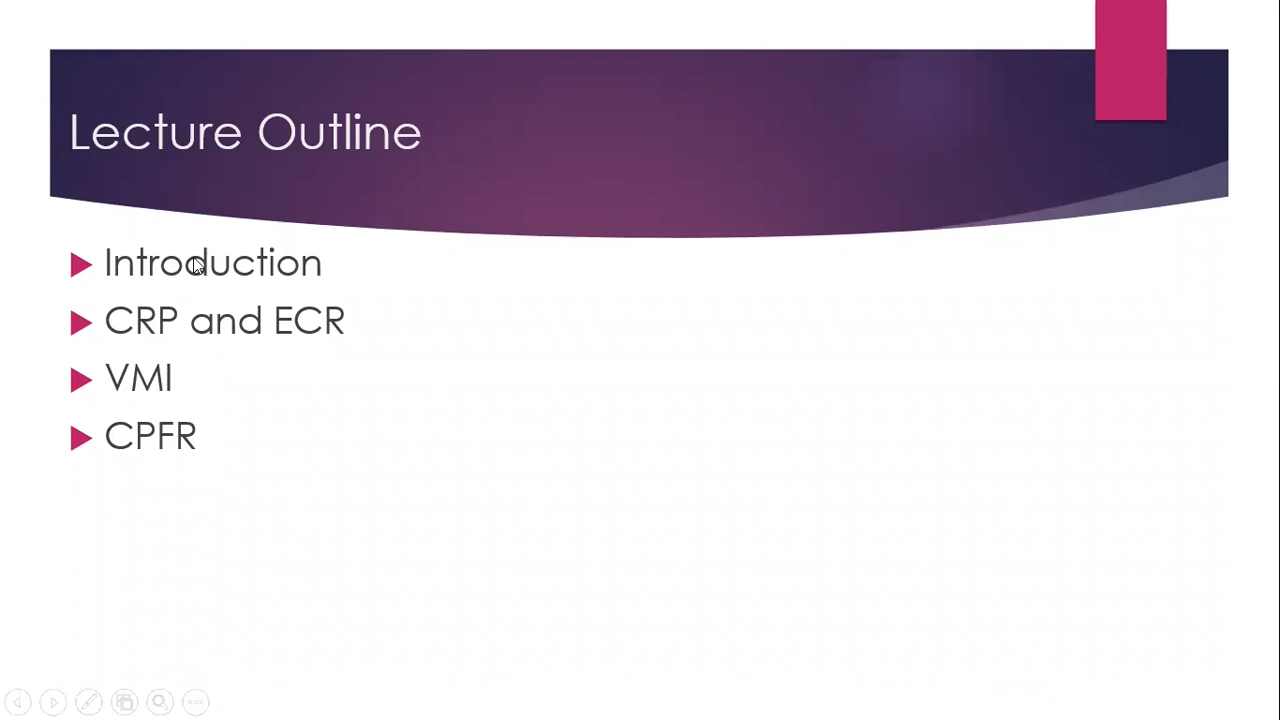 Lecture Outline
Introduction
CRP and ECR
VMI
CPFR